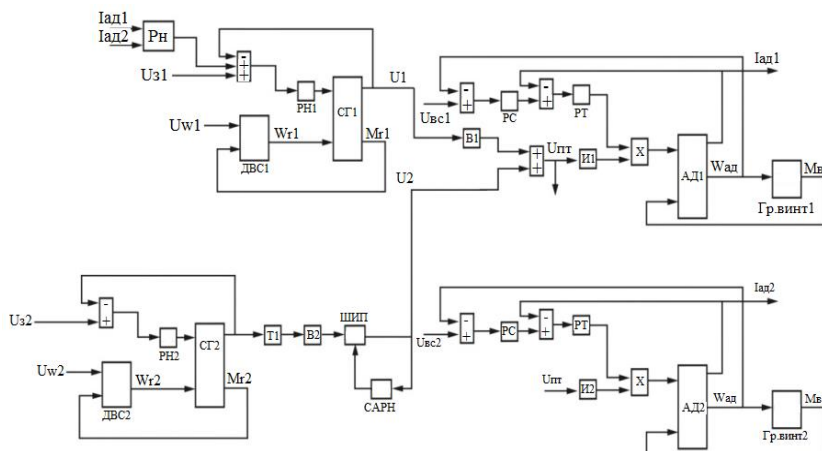 Iад1
Iад2
Рн
Uз1
-
+
+
РН1
СГ1
U1
Uw1
ДВС1
Wr1
Mr1
U2
В1
+
+
Uпт
И1
Uвс1
-
+
РС
-
+
РТ
X
АД1
Iад1
Wад
Гр.винт1
Мв
Uз2
-
+
РН2
СГ2
Uw2
ДВС2
Wr2
Mr2
Т1
В2
ШИП
САРН
Uвс2
-
+
РС
-
+
РТ
Uпт
И2
X
АД2
Iад2
Wад
Гр.винт2
Мв